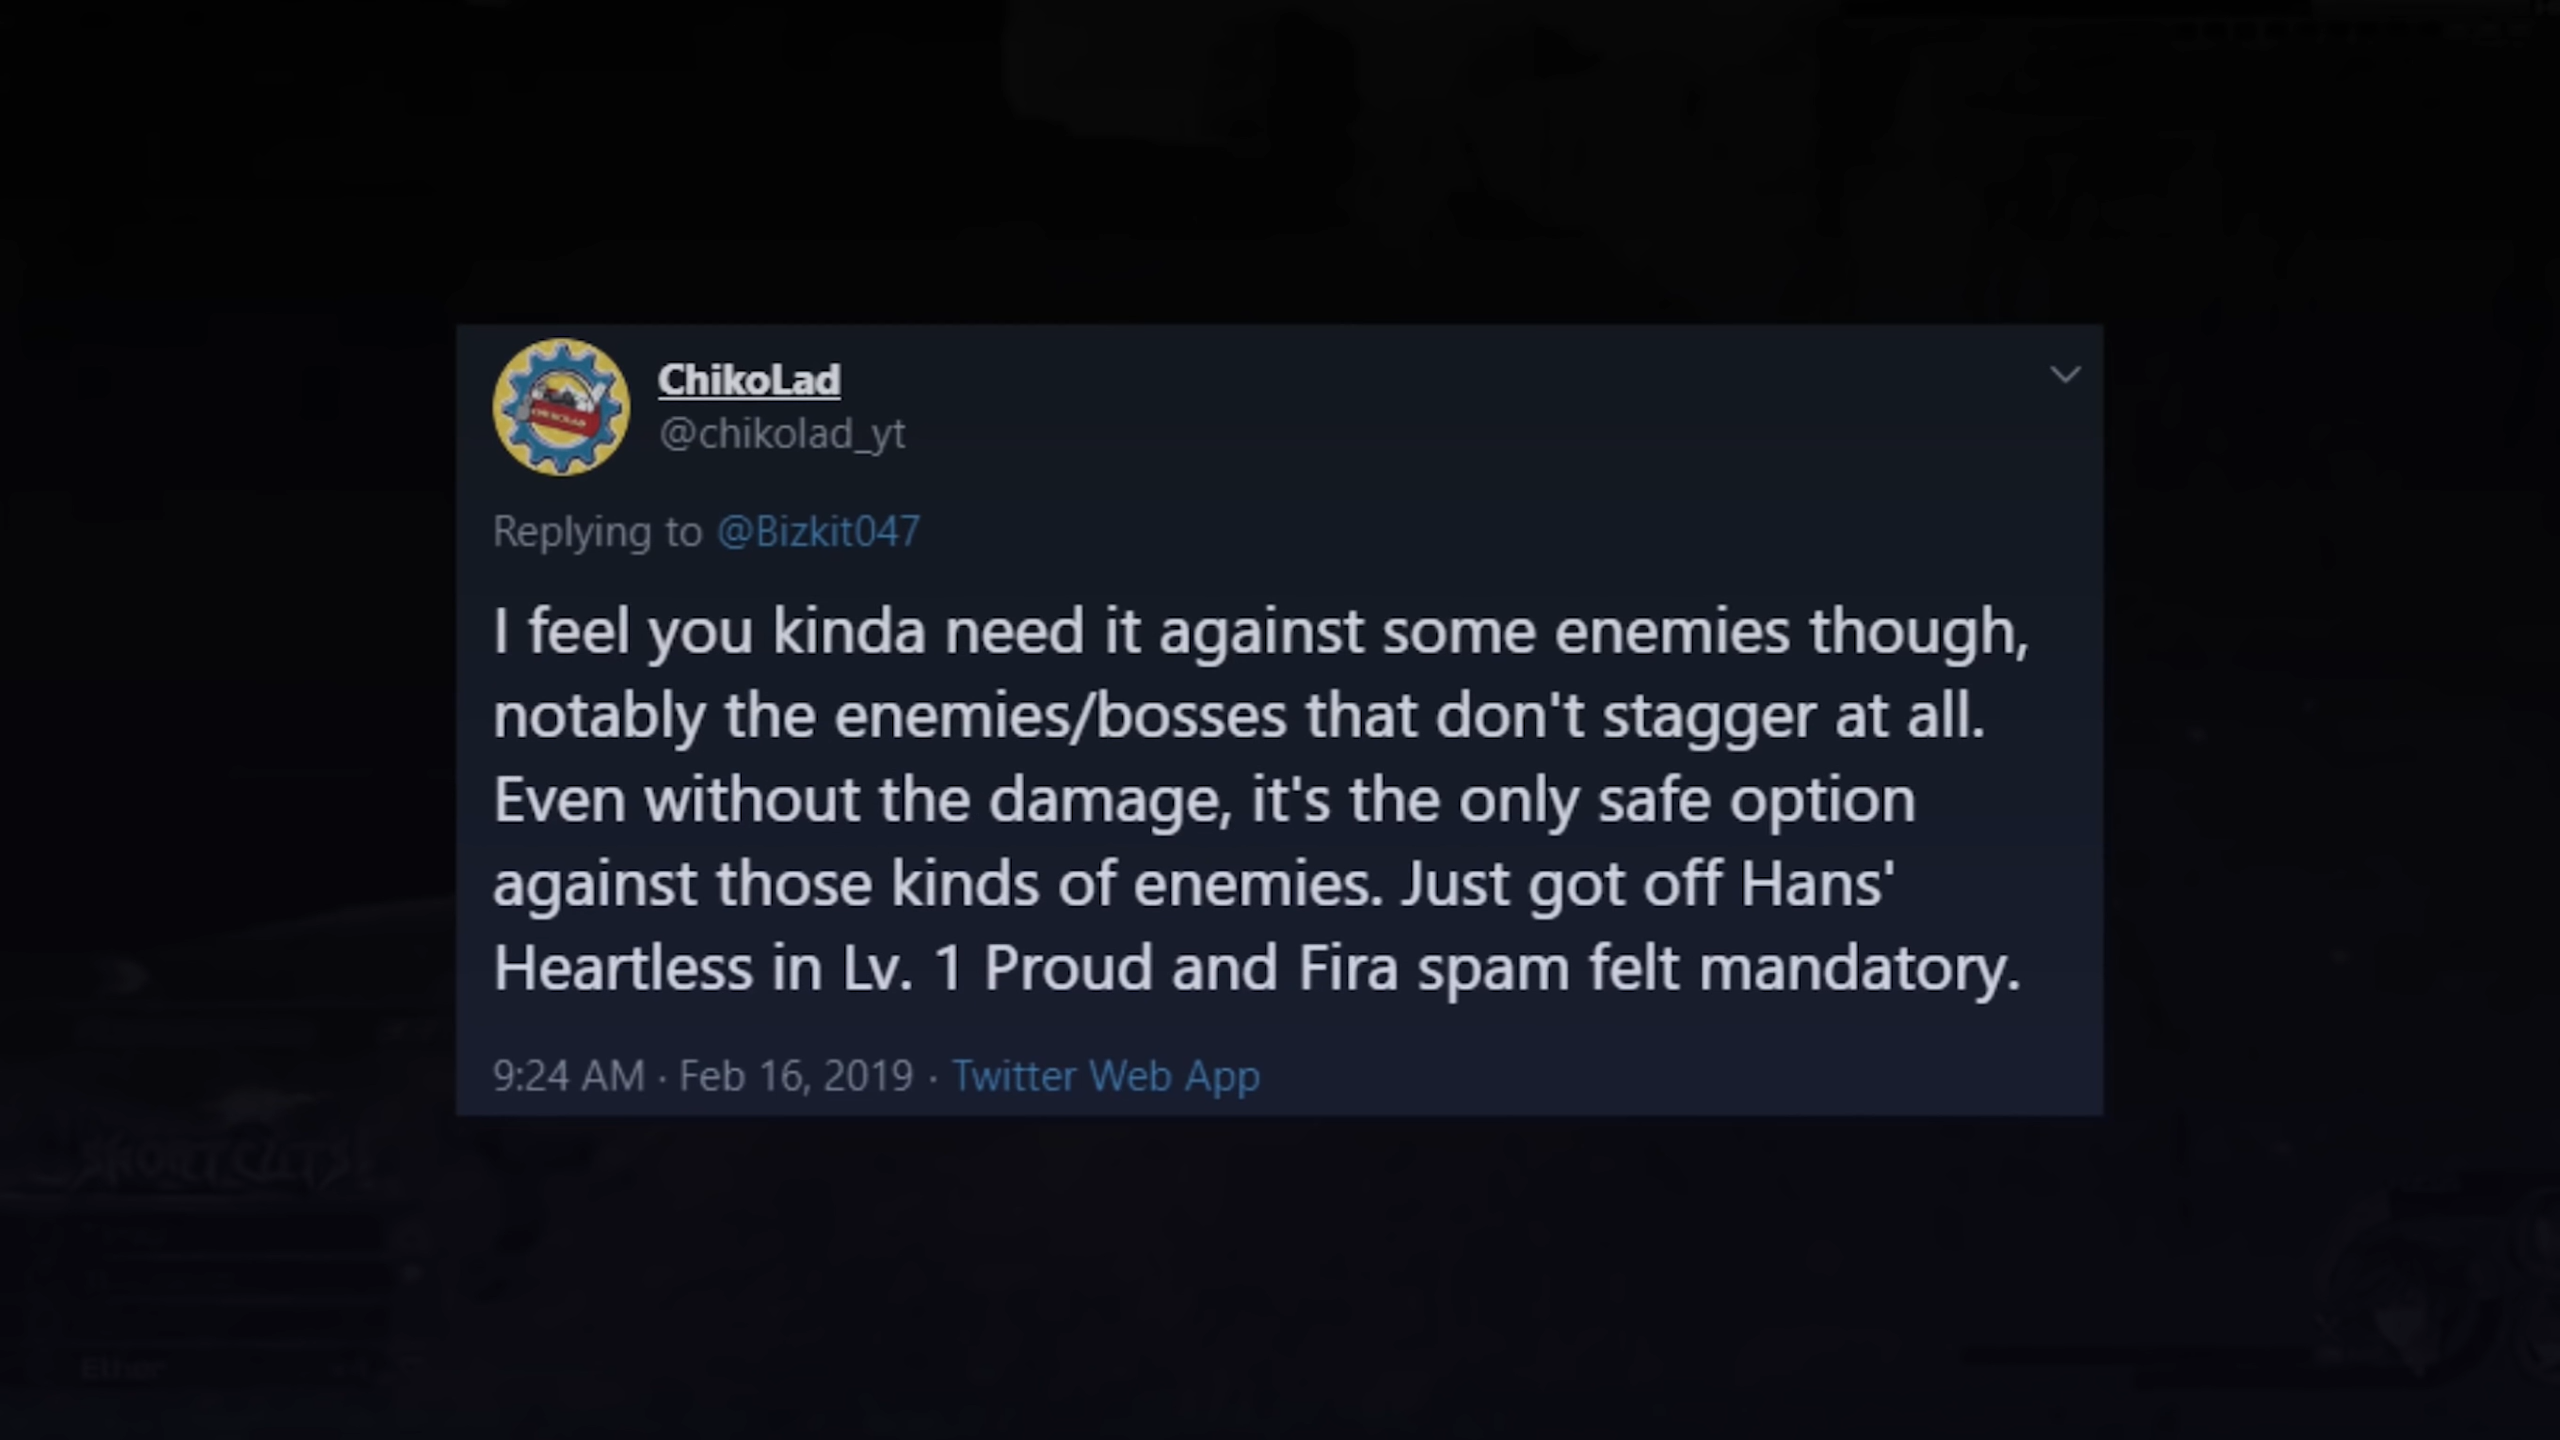 ChikoLad
@chikolad_yt
Replying to @Bizkit047
I feel you kinda need it against some enemies though,
notably the enemies/bosses that don't stagger at all.
Even without the damage, it's the only safe option
against those kinds of enemies. Just got off Hans'
Heartless in Lv. 1 Proud and Fira spam felt mandatory.
9:24 AM · Feb 16, 2019 · Twitter Web App
SHORTCUTS
Ether